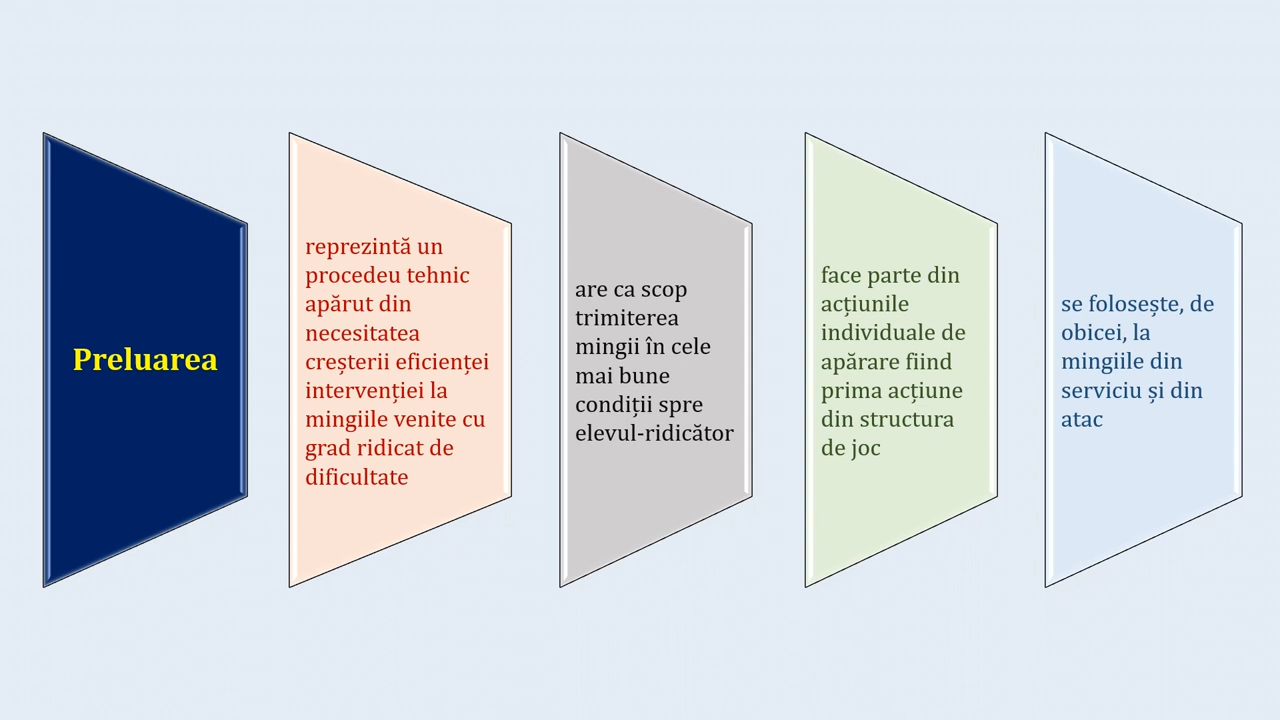 Preluarea
reprezintă un
procedeu tehnic
apărut din
necesitatea
creșterii eficienței
intervenției la
mingiile venite cu
grad ridicat de
dificultate
are ca scop
trimiterea
mingii în cele
mai bune
condiții spre
elevul-ridicător
face parte din
acțiunile
individuale de
apărare fiind
prima acțiune
din structura
de joc
se folosește, de
obicei, la
mingiile din
serviciu și din
atac